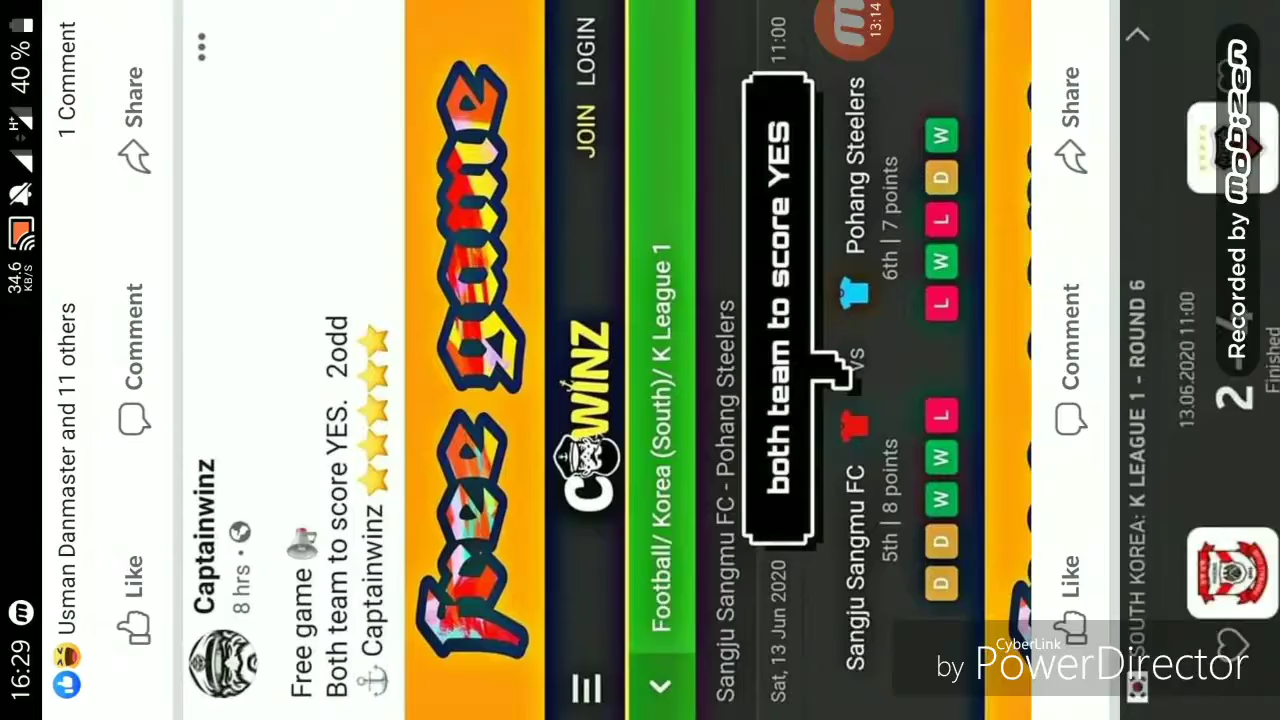 16:29
34.6 KB/S
H+
40 %
Usman Danmaster and 11 others
1 Comment
Like
Comment
Share
Captainwinz
8 hrs
Free game
Both team to score YES. 2odd
Captainwinz
free game
CWINZ
JOIN LOGIN
Football/ Korea (South)/ K League 1
Sangju Sangmu FC - Pohang Steelers
Sat, 13 Jun 2020
11:00
both team to score YES
Sangju Sangmu FC
vs
Pohang Steelers
5th | 8 points
6th | 7 points
D D W W L
L W L D W
13:14
Like
Comment
Share
SOUTH KOREA: K LEAGUE 1 - ROUND 6
13.06.2020 11:00
2 - 4
Finished
Recorded by mobizen
by CyberLink PowerDirector